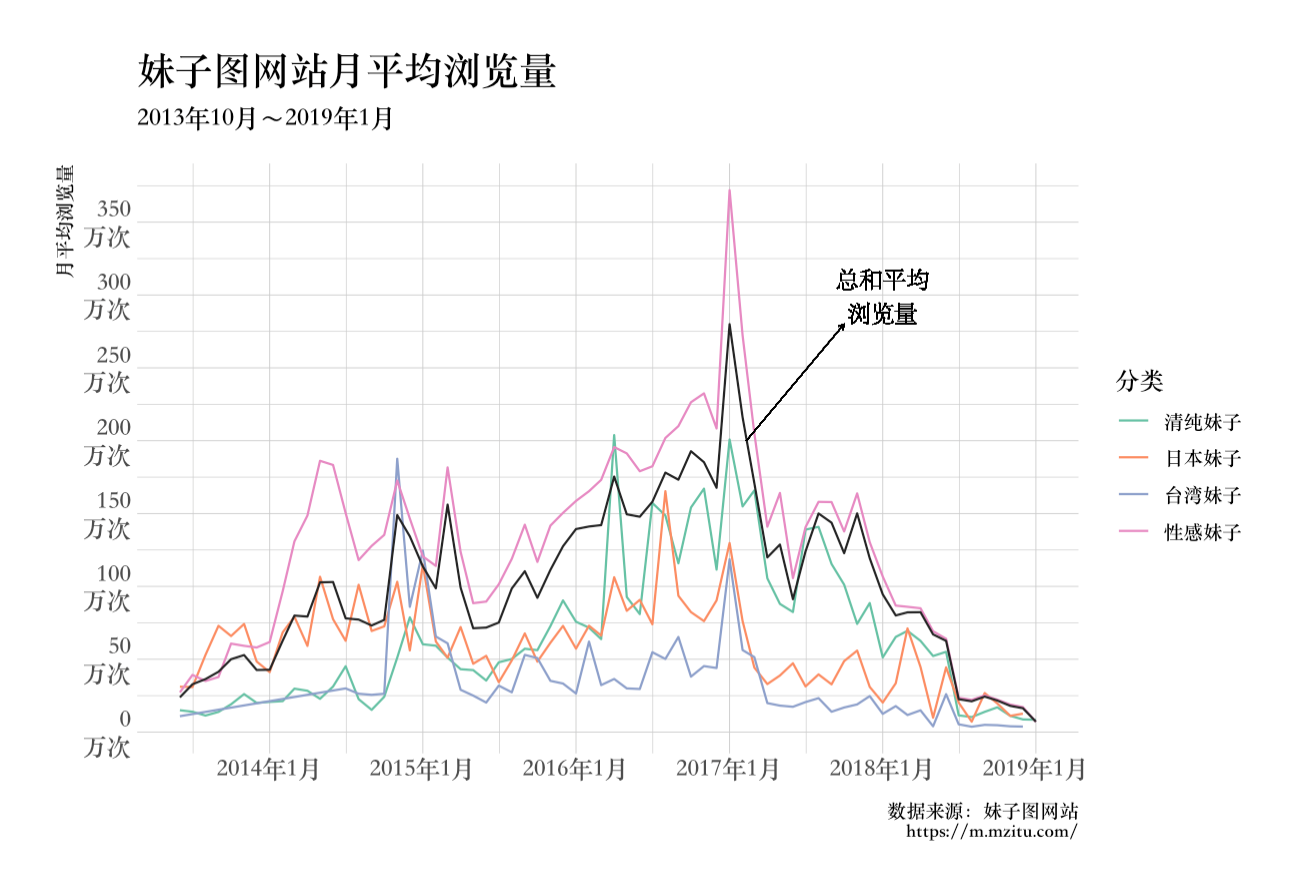 妹子图网站月平均浏览量
2013年10月～2019年1月
月平均浏览量
350
万次
300
万次
250
万次
200
万次
150
万次
100
万次
50
万次
0
万次
总和平均
浏览量
分类
清纯妹子
日本妹子
台湾妹子
性感妹子
2014年1月
2015年1月
2016年1月
2017年1月
2018年1月
2019年1月
数据来源：妹子图网站
https://m.mzitu.com/